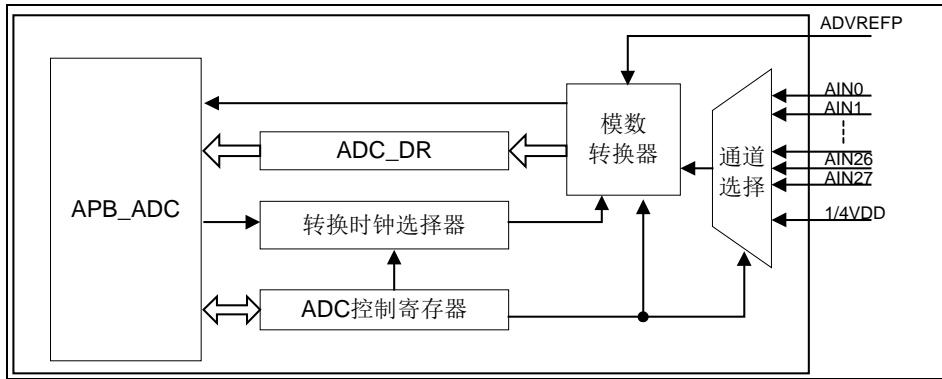 ADVREFP
AIN0
AIN1
模数
转换器
通道
选择
ADC_DR
AIN26
AIN27
APB_ADC
转换时钟选择器
1/4VDD
ADC控制寄存器